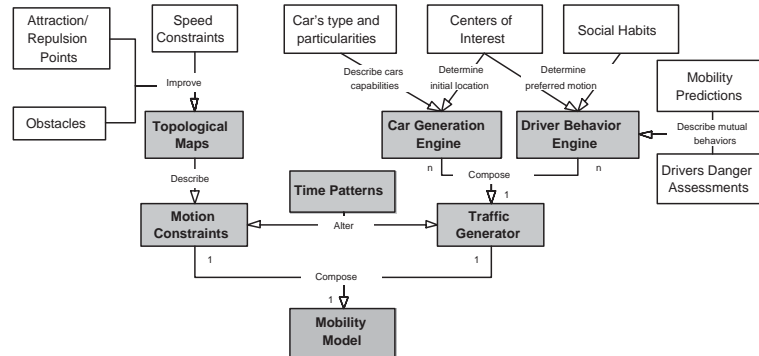 Attraction/
Repulsion
Points
Speed
Constraints
Car's type and
particularities
Centers of
Interest
Social Habits
Improve
Describe cars
capabilities
Determine
initial location
Determine
preferred motion
Mobility
Predictions
Obstacles
Topological
Maps
Car Generation
Engine
Driver Behavior
Engine
Describe mutual
behaviors
Drivers Danger
Assessments
Describe
n
Compose
n
1
Time Patterns
Motion
Constraints
Alter
Traffic
Generator
1
1
Compose
1
Mobility
Model